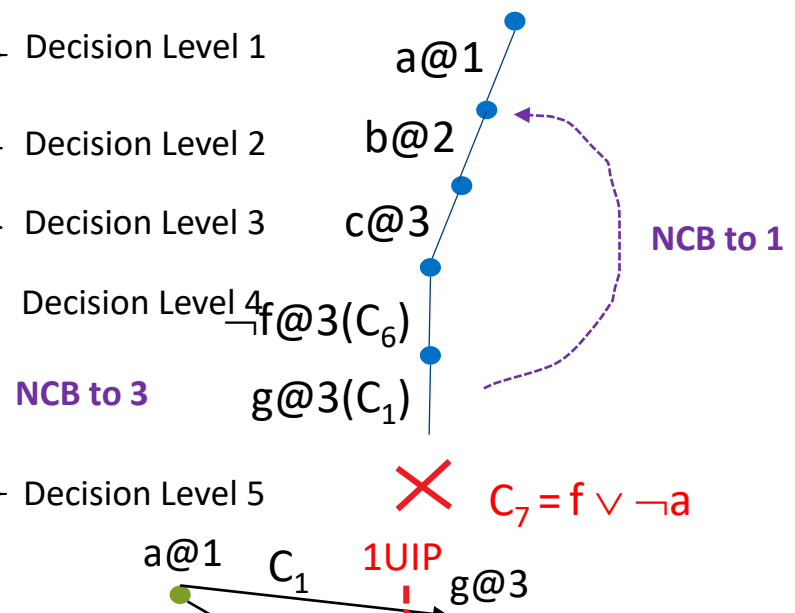 Decision Level 1
a@1
Decision Level 2
b@2
Decision Level 3
c@3
NCB to 1
Decision Level 4
¬f@3(C₆)
NCB to 3
g@3(C₁)
Decision Level 5
C₇ = f ∨ ¬a
a@1
C₁
1UIP
g@3